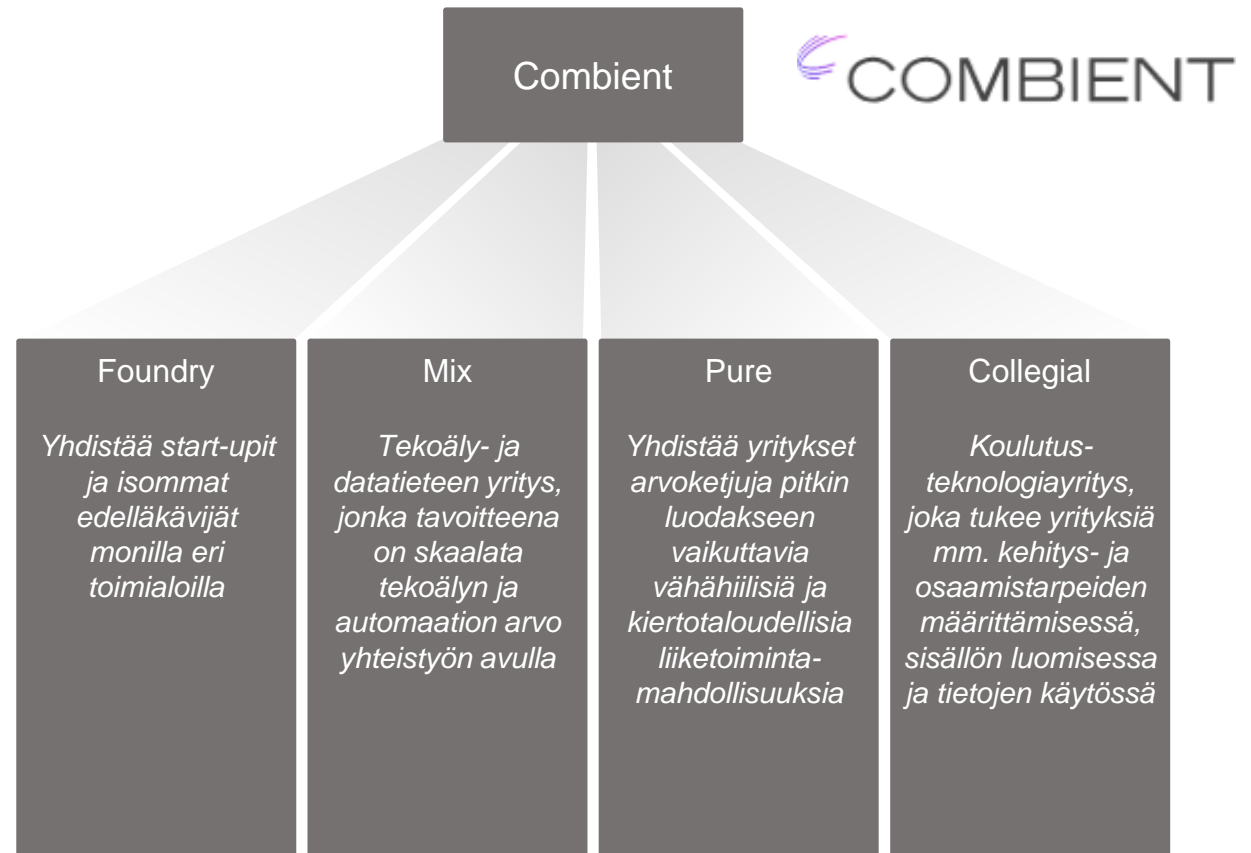 Combient
COMBIENT
Foundry
Yhdistää start-upit
ja isommat
edelläkävijät
monilla eri
toimialoilla
Mix
Tekoäly- ja
datatieteen yritys,
jonka tavoitteena
on skaalata
tekoälyn ja
automaation arvo
yhteistyön avulla
Pure
Yhdistää yritykset
arvoketjuja pitkin
luodakseen
vaikuttavia
vähähiilisiä ja
kiertotaloudellisia
liiketoiminta-
mahdollisuuksia
Collegial
Koulutus-
teknologiayritys,
joka tukee yrityksiä
mm. kehitys- ja
osaamistarpeiden
määrittämisessä,
sisällön luomisessa
ja tietojen käytössä